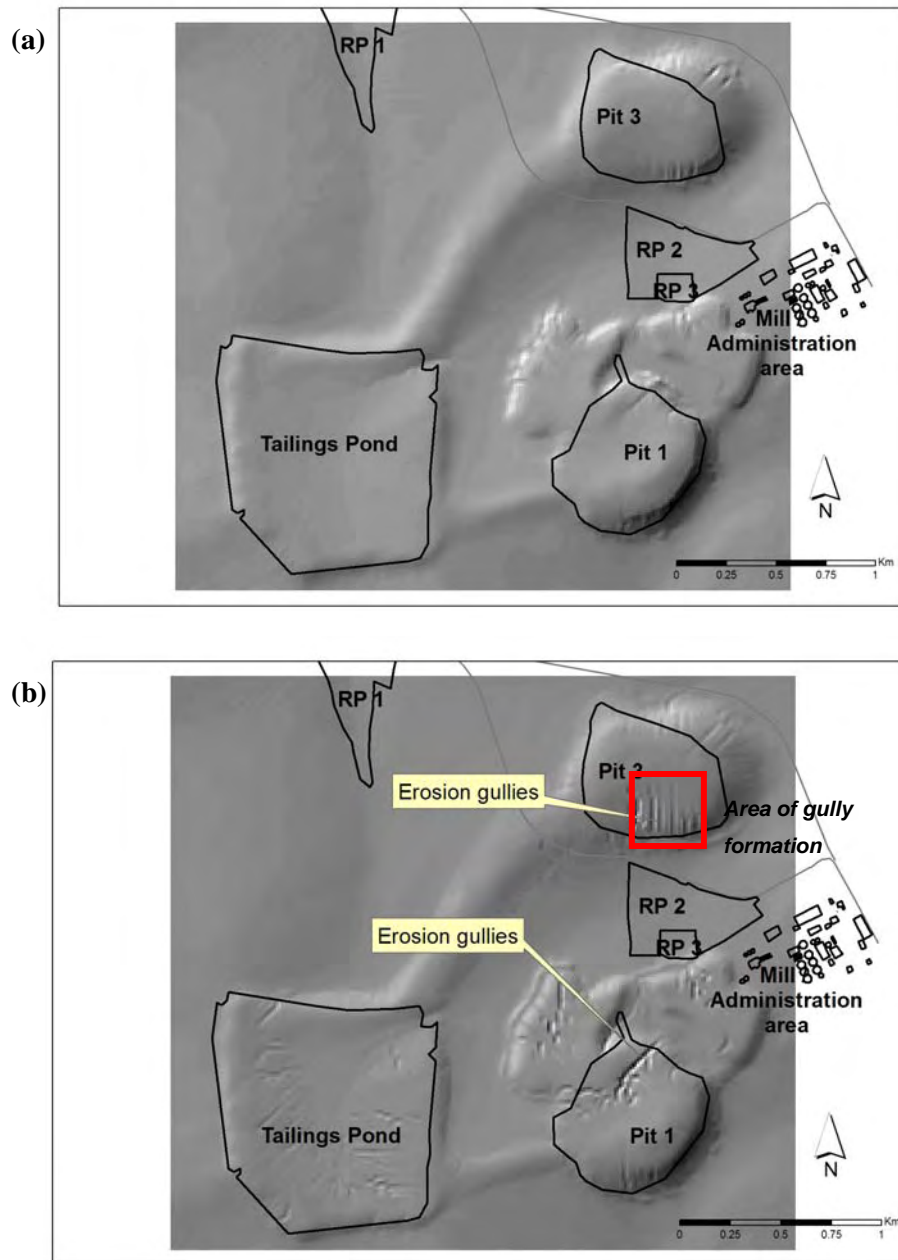 (a)
RP 1
Pit 3
RP 2
RP 3
Mill
Administration
area
Tailings Pond
Pit 1
N
Km
0 0.25 0.5 0.75 1
(b)
RP 1
Pit 3
Erosion gullies
Area of gully
formation
RP 2
Erosion gullies
RP 3
Mill
Administration
area
Tailings Pond
Pit 1
N
Km
0 0.25 0.5 0.75 1